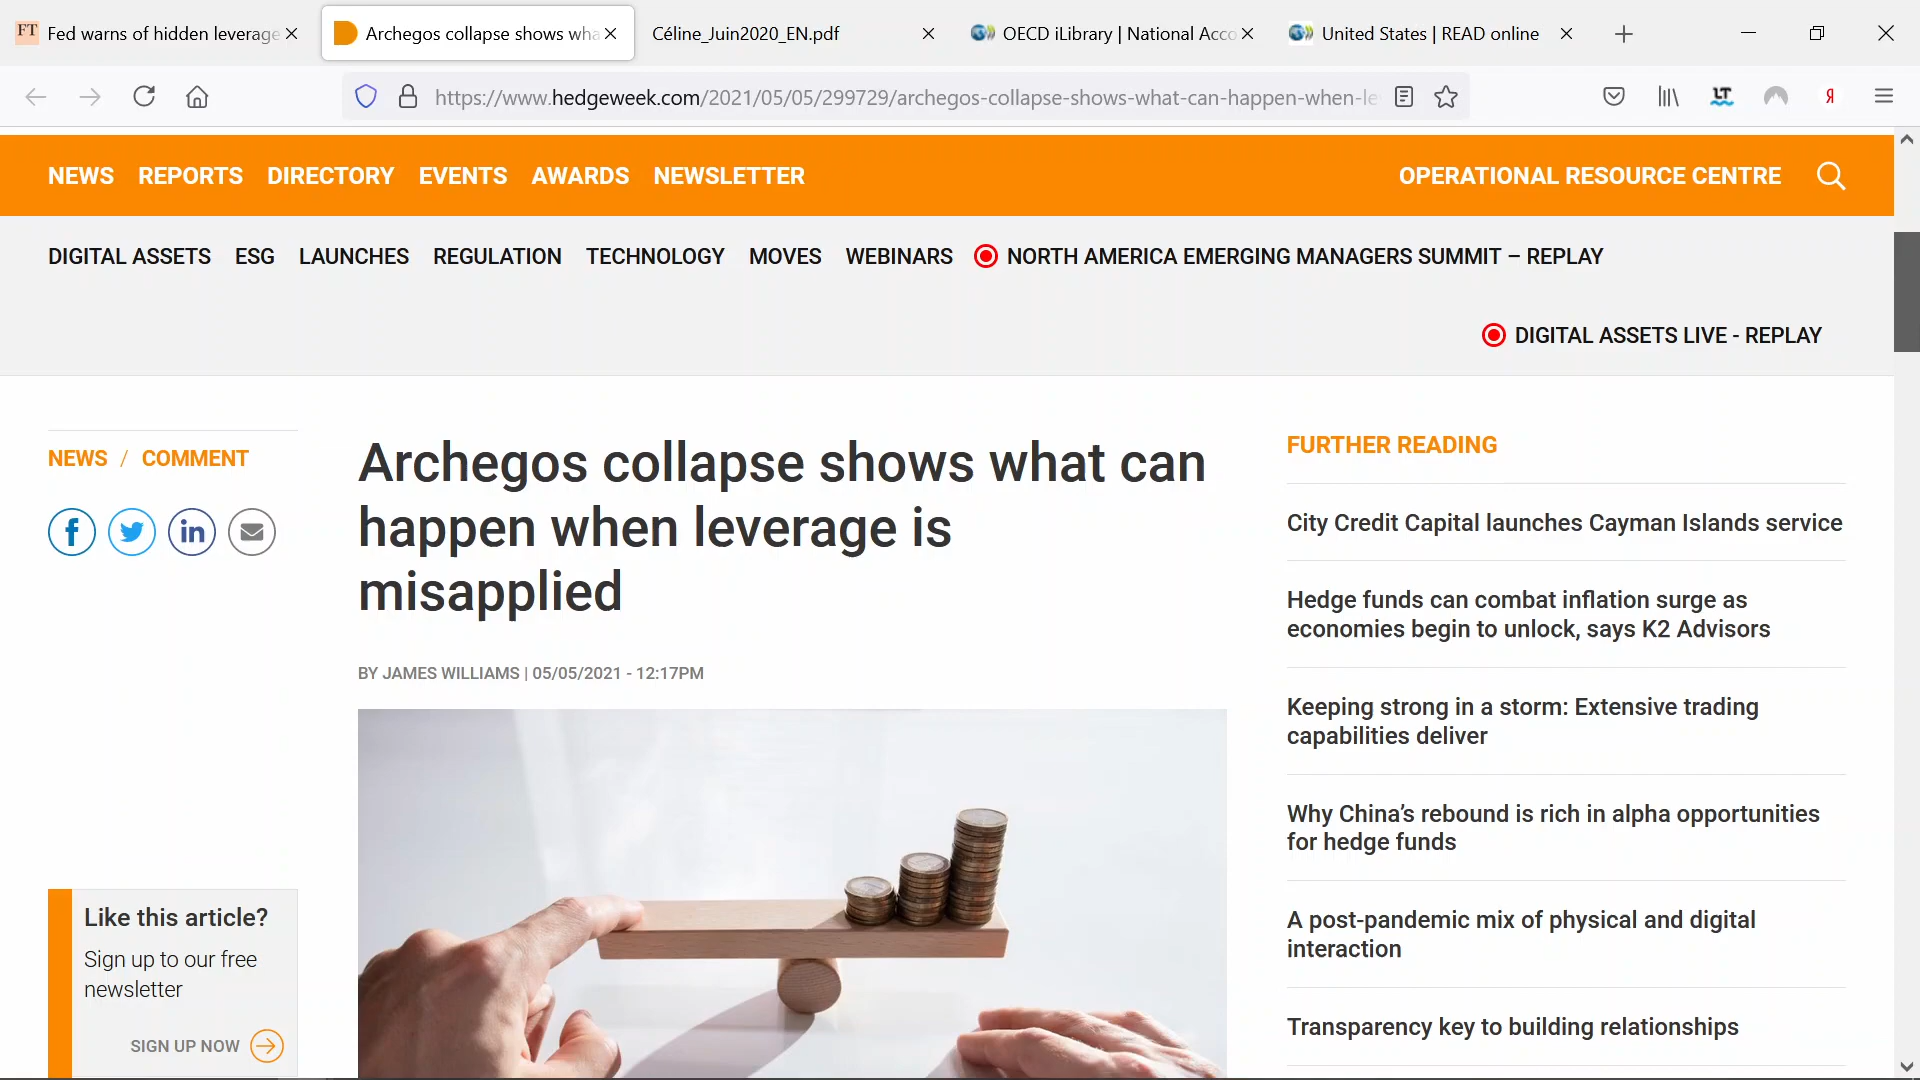 FT Fed warns of hidden leverage
Archegos collapse shows wha
Céline_Juin2020_EN.pdf
OECD iLibrary | National Acco
United States | READ online
https://www.hedgeweek.com/2021/05/05/299729/archegos-collapse-shows-what-can-happen-when-le
LT
Я
NEWS REPORTS DIRECTORY EVENTS AWARDS NEWSLETTER
OPERATIONAL RESOURCE CENTRE
DIGITAL ASSETS ESG LAUNCHES REGULATION TECHNOLOGY MOVES WEBINARS NORTH AMERICA EMERGING MANAGERS SUMMIT – REPLAY
DIGITAL ASSETS LIVE - REPLAY
NEWS / COMMENT
f
in
Archegos collapse shows what can
happen when leverage is
misapplied
BY JAMES WILLIAMS | 05/05/2021 - 12:17PM
Like this article?
Sign up to our free
newsletter
SIGN UP NOW
FURTHER READING
City Credit Capital launches Cayman Islands service
Hedge funds can combat inflation surge as
economies begin to unlock, says K2 Advisors
Keeping strong in a storm: Extensive trading
capabilities deliver
Why China’s rebound is rich in alpha opportunities
for hedge funds
A post-pandemic mix of physical and digital
interaction
Transparency key to building relationships